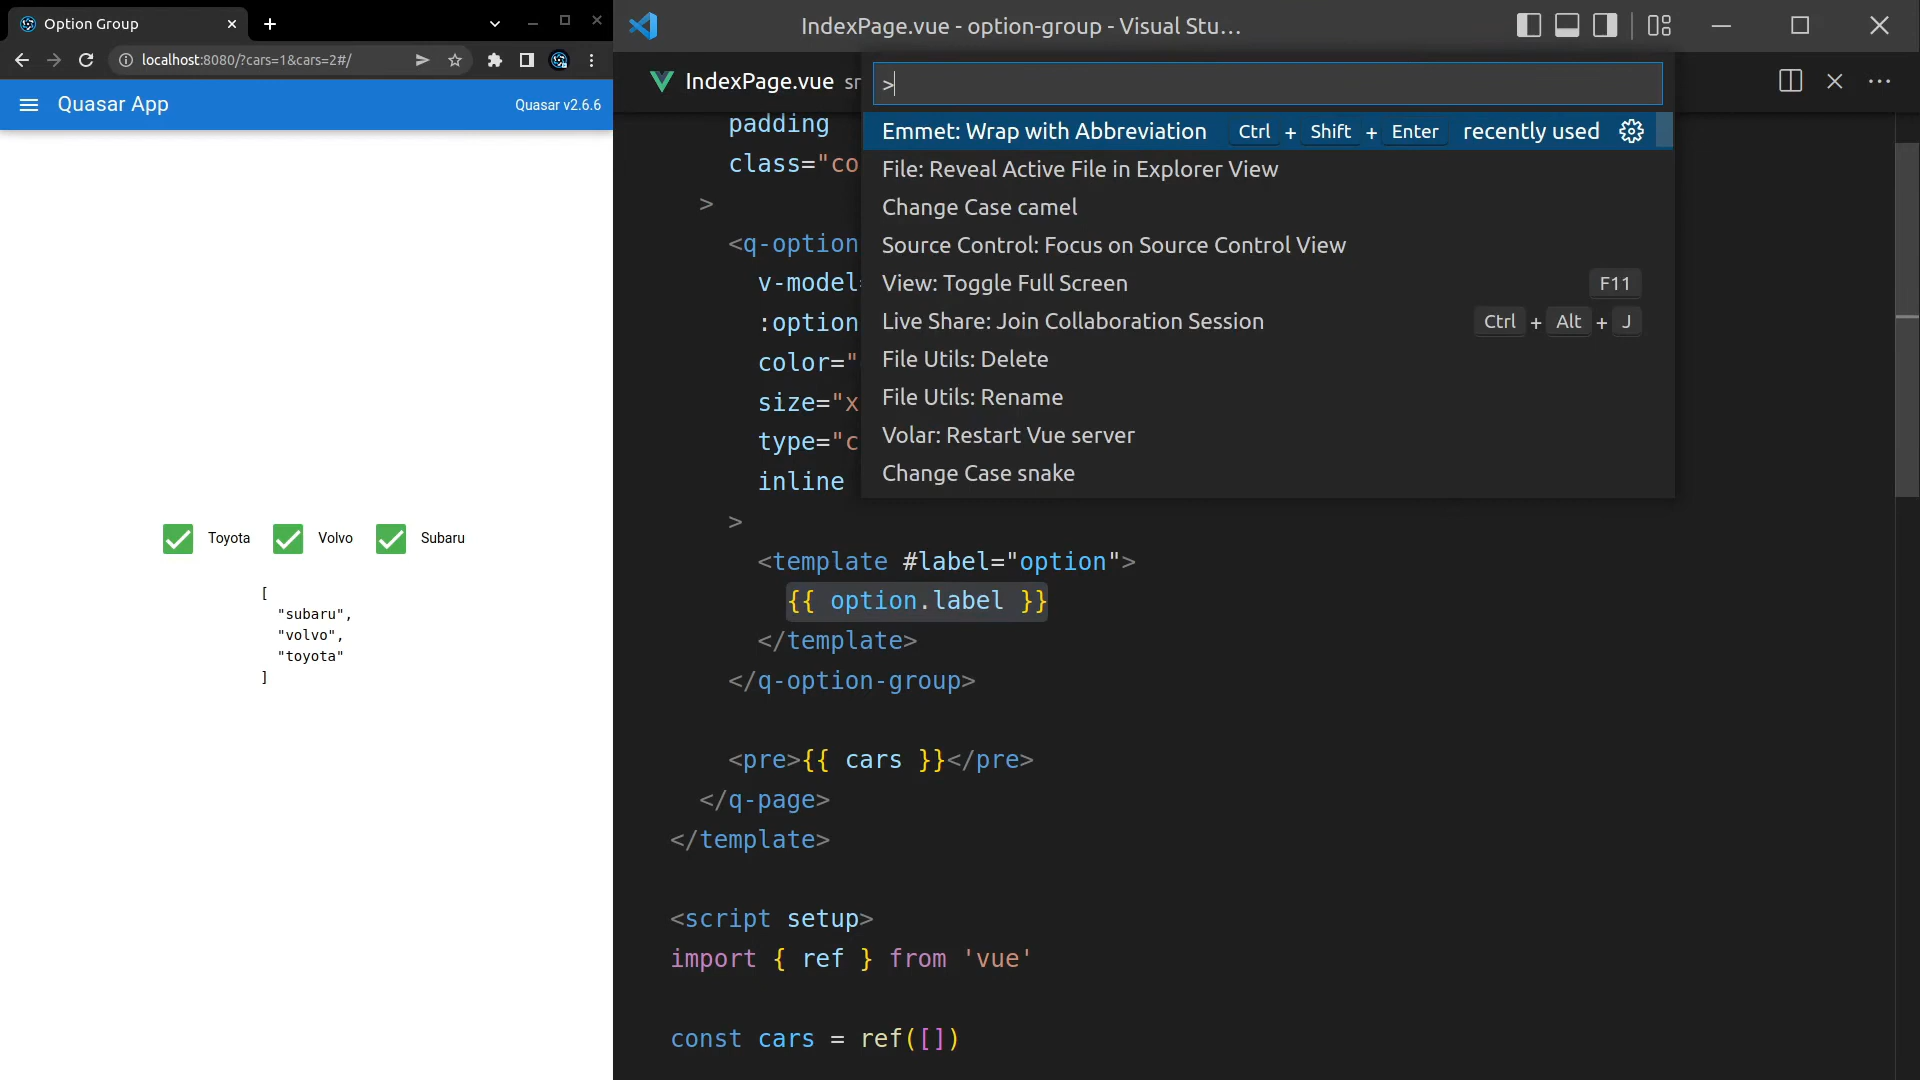 Option Group
localhost:8080/?cars=1&cars=2#/
Quasar App
Quasar v2.6.6
Toyota
Volvo
Subaru
[
"subaru",
"volvo",
"toyota"
]
IndexPage.vue - option-group - Visual Stu…
IndexPage.vue sr
>
Emmet: Wrap with Abbreviation Ctrl + Shift + Enter recently used
File: Reveal Active File in Explorer View
Change Case camel
Source Control: Focus on Source Control View
View: Toggle Full Screen F11
Live Share: Join Collaboration Session Ctrl + Alt + J
File Utils: Delete
File Utils: Rename
Volar: Restart Vue server
Change Case snake
padding
class="co
>
<q-option
v-model=
:option
color="
size="x
type="c
inline
>
<template #label="option">
{{ option.label }}
</template>
</q-option-group>
<pre>{{ cars }}</pre>
</q-page>
</template>
<script setup>
import { ref } from 'vue'
const cars = ref([])